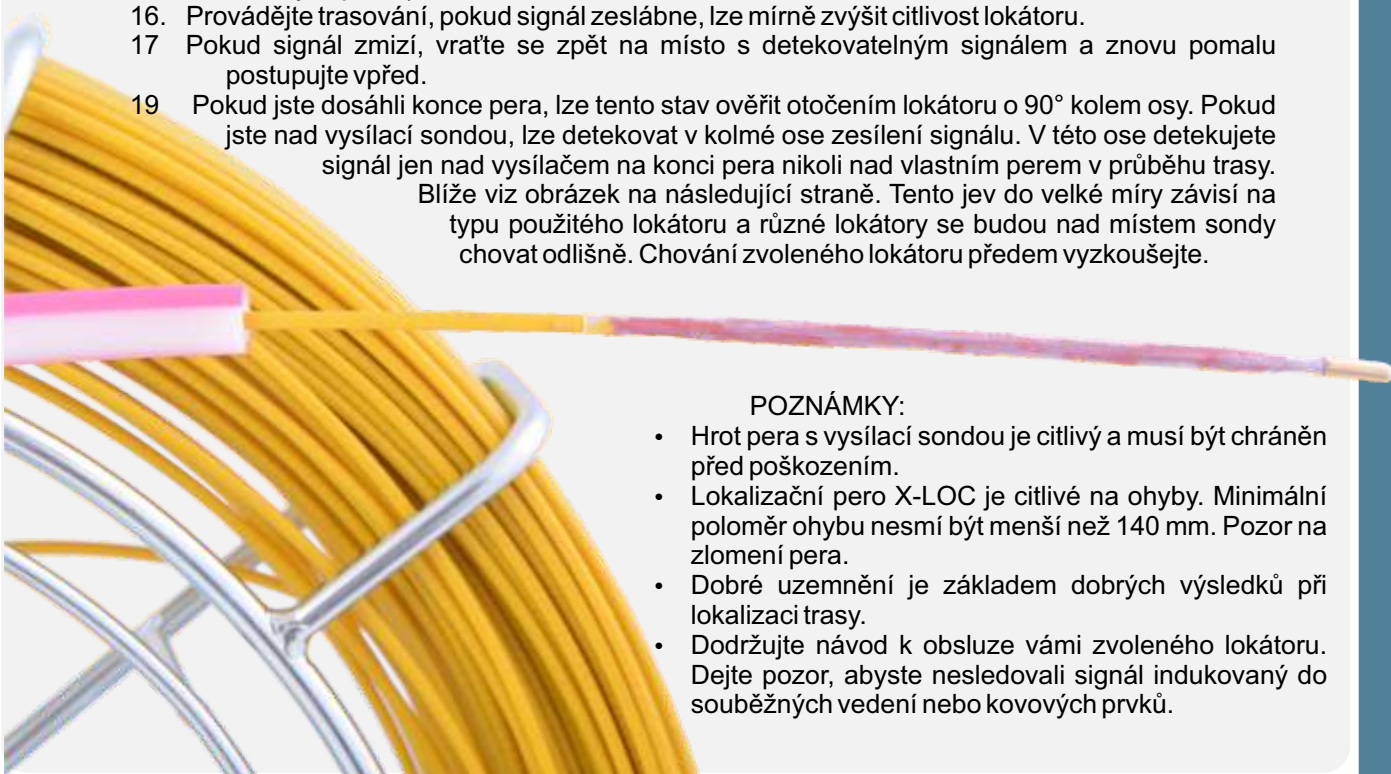 16. Provádějte trasování, pokud signál zeslábne, lze mírně zvýšit citlivost lokátoru.
17 Pokud signál zmizí, vraťte se zpět na místo s detekovatelným signálem a znovu pomalu
postupujte vpřed.
19 Pokud jste dosáhli konce pera, lze tento stav ověřit otočením lokátoru o 90° kolem osy. Pokud
jste nad vysílací sondou, lze detekovat v kolmé ose zesílení signálu. V této ose detekujete
signál jen nad vysílačem na konci pera nikoli nad vlastním perem v průběhu trasy.
Blíže viz obrázek na následující straně. Tento jev do velké míry závisí na
typu použitého lokátoru a různé lokátory se budou nad místem sondy
chovat odlišně. Chování zvoleného lokátoru předem vyzkoušejte.
POZNÁMKY:
• Hrot pera s vysílací sondou je citlivý a musí být chráněn
před poškozením.
• Lokalizační pero X-LOC je citlivé na ohyby. Minimální
poloměr ohybu nesmí být menší než 140 mm. Pozor na
zlomení pera.
• Dobré uzemnění je základem dobrých výsledků při
lokalizaci trasy.
• Dodržujte návod k obsluze vámi zvoleného lokátoru.
Dejte pozor, abyste nesledovali signál indukovaný do
souběžných vedení nebo kovových prvků.